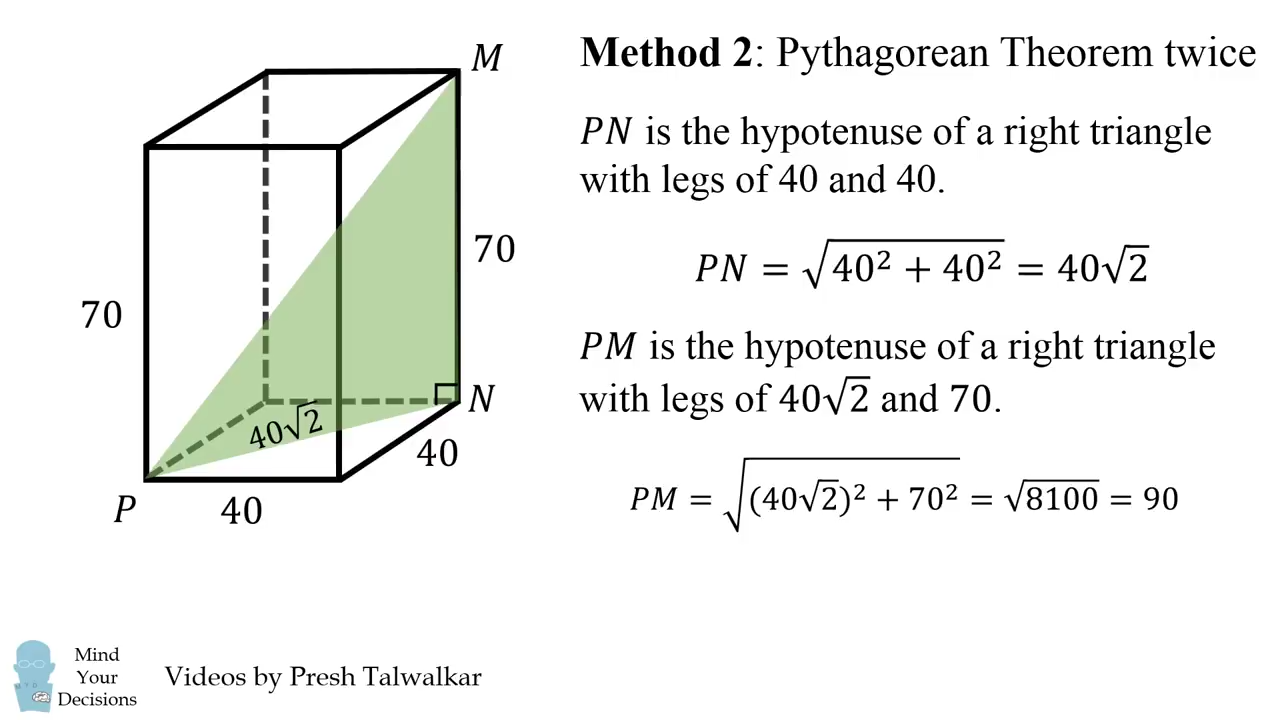 M
Method 2: Pythagorean Theorem twice
PN is the hypotenuse of a right triangle
with legs of 40 and 40.
PN = √(40² + 40²) = 40√2
70
70
PM is the hypotenuse of a right triangle
with legs of 40√2 and 70.
N
40√2
40
P
40
PM = √((40√2)² + 70²) = √8100 = 90
Mind
Your
Decisions
MYD
Videos by Presh Talwalkar